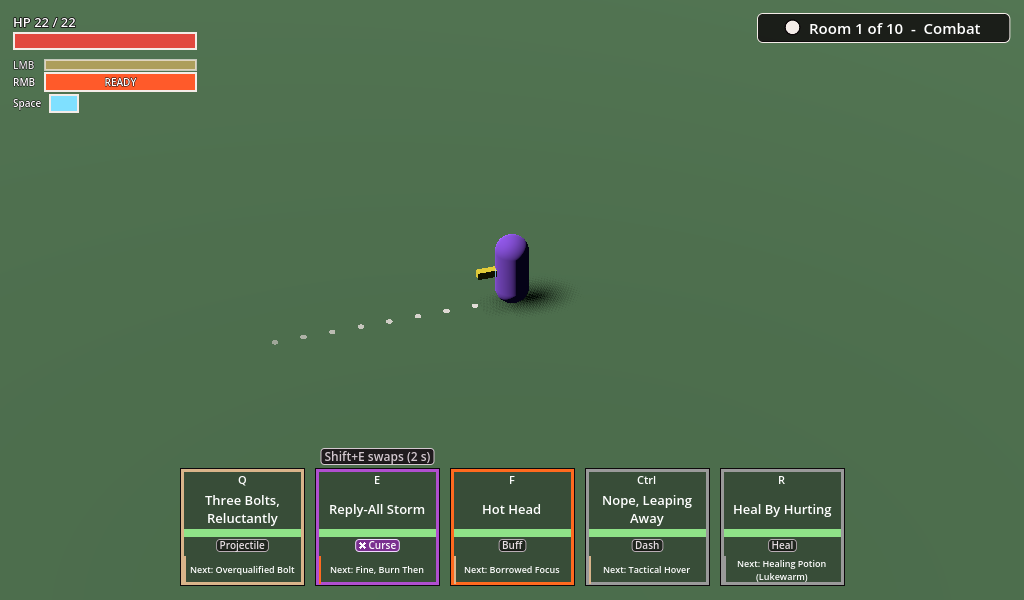 HP 22 / 22
Room 1 of 10 - Combat
LMB
RMB READY
Space
Shift+E swaps (2 s)
Q
Three Bolts,
Reluctantly
Projectile
Next: Overqualified Bolt
E
Reply-All Storm
✖ Curse
Next: Fine, Burn Then
F
Hot Head
Buff
Next: Borrowed Focus
Ctrl
Nope, Leaping
Away
Dash
Next: Tactical Hover
R
Heal By Hurting
Heal
Next: Healing Potion
(Lukewarm)